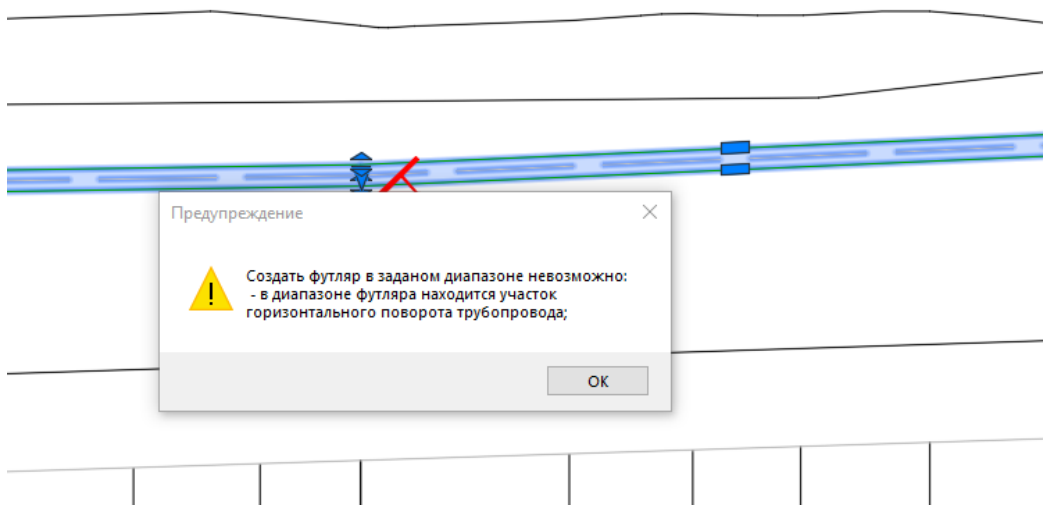 Предупреждение
Создать футляр в заданом диапазоне невозможно:
- в диапазоне футляра находится участок
горизонтального поворота трубопровода;
OK